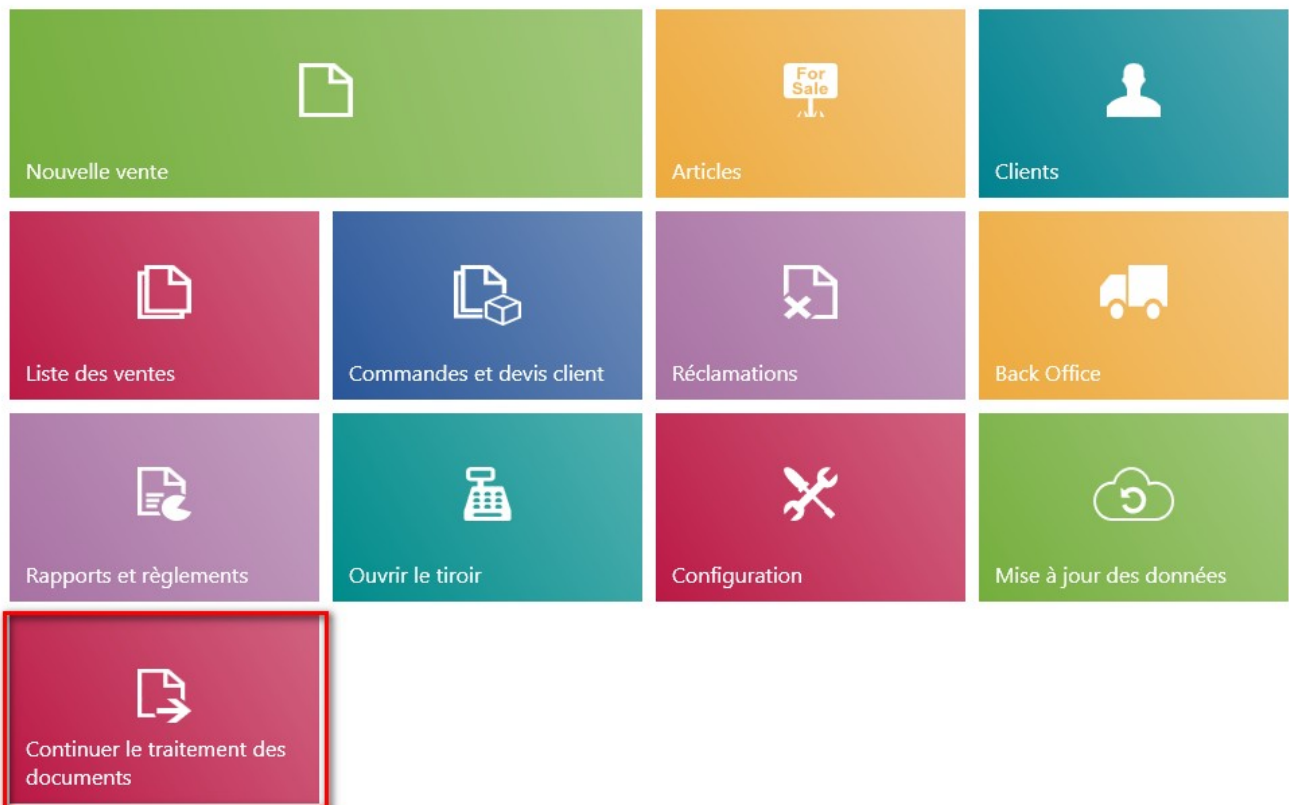 For
Sale
Nouvelle vente
Articles
Clients
Liste des ventes
Commandes et devis client
Réclamations
Back Office
Rapports et règlements
Ouvrir le tiroir
Configuration
Mise à jour des données
Continuer le traitement des
documents